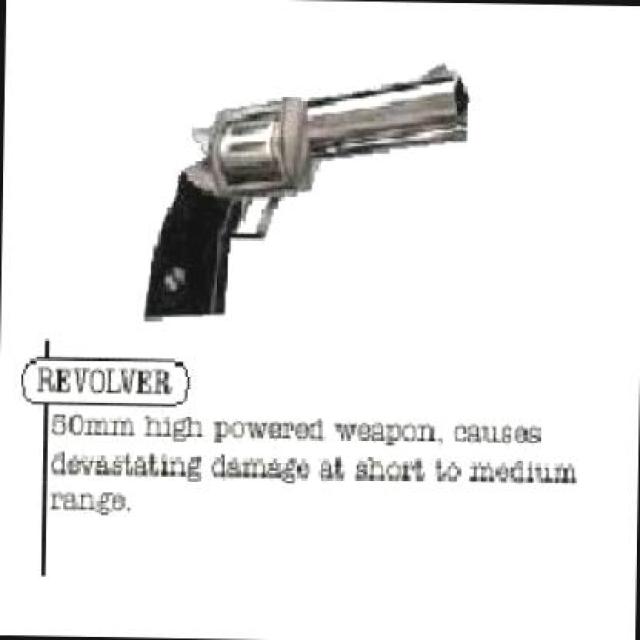 REVOLVER
50mm high powered weapon, causes
devastating damage at short to medium
range.